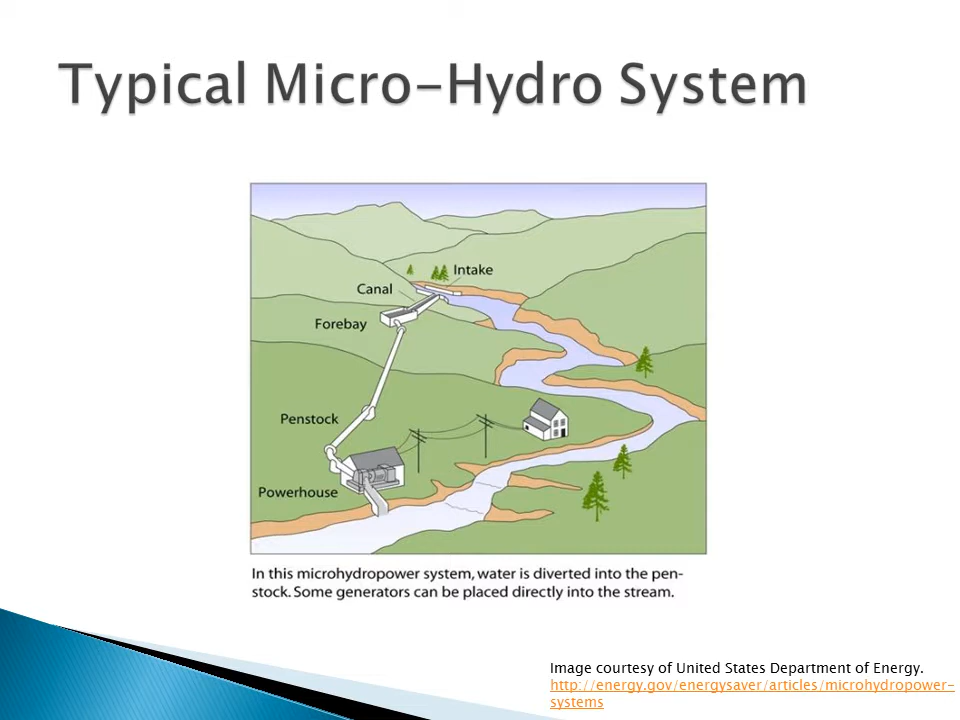 Typical Micro-Hydro System
Intake
Canal
Forebay
Penstock
Powerhouse
In this microhydropower system, water is diverted into the pen-
stock. Some generators can be placed directly into the stream.
Image courtesy of United States Department of Energy.
http://energy.gov/energysaver/articles/microhydropower-
systems